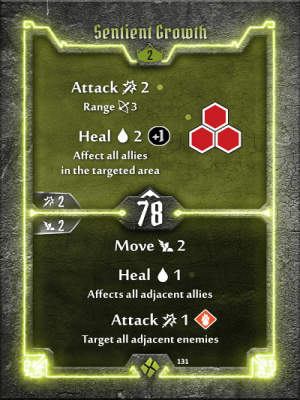 Sentient Growth
2
Attack 2
Range 3
Heal 2 +1
Affect all allies
in the targeted area
2
78
2
Move 2
Heal 1
Affects all adjacent allies
Attack 1
Target all adjacent enemies
131